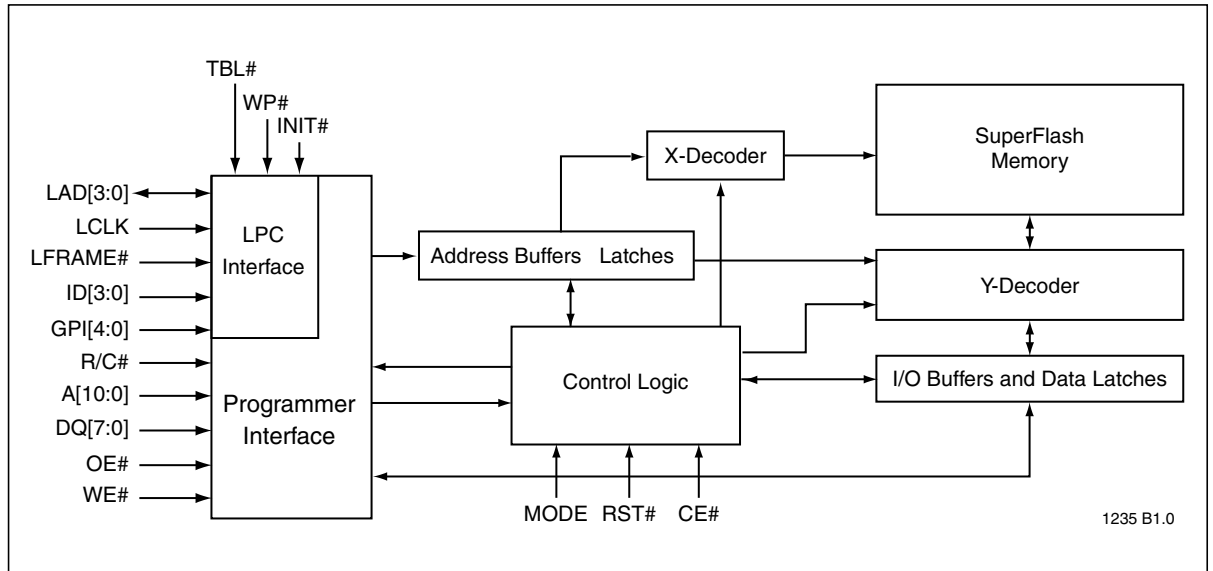 TBL#
WP#
INIT#
LAD[3:0]
LCLK
LFRAME#
ID[3:0]
GPI[4:0]
R/C#
A[10:0]
DQ[7:0]
OE#
WE#
LPC
Interface
Programmer
Interface
Address Buffers Latches
X-Decoder
SuperFlash
Memory
Y-Decoder
Control Logic
I/O Buffers and Data Latches
MODE RST# CE#
1235 B1.0